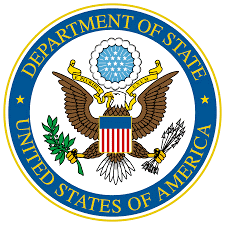 DEPARTMENT OF STATE
UNITED STATES OF AMERICA